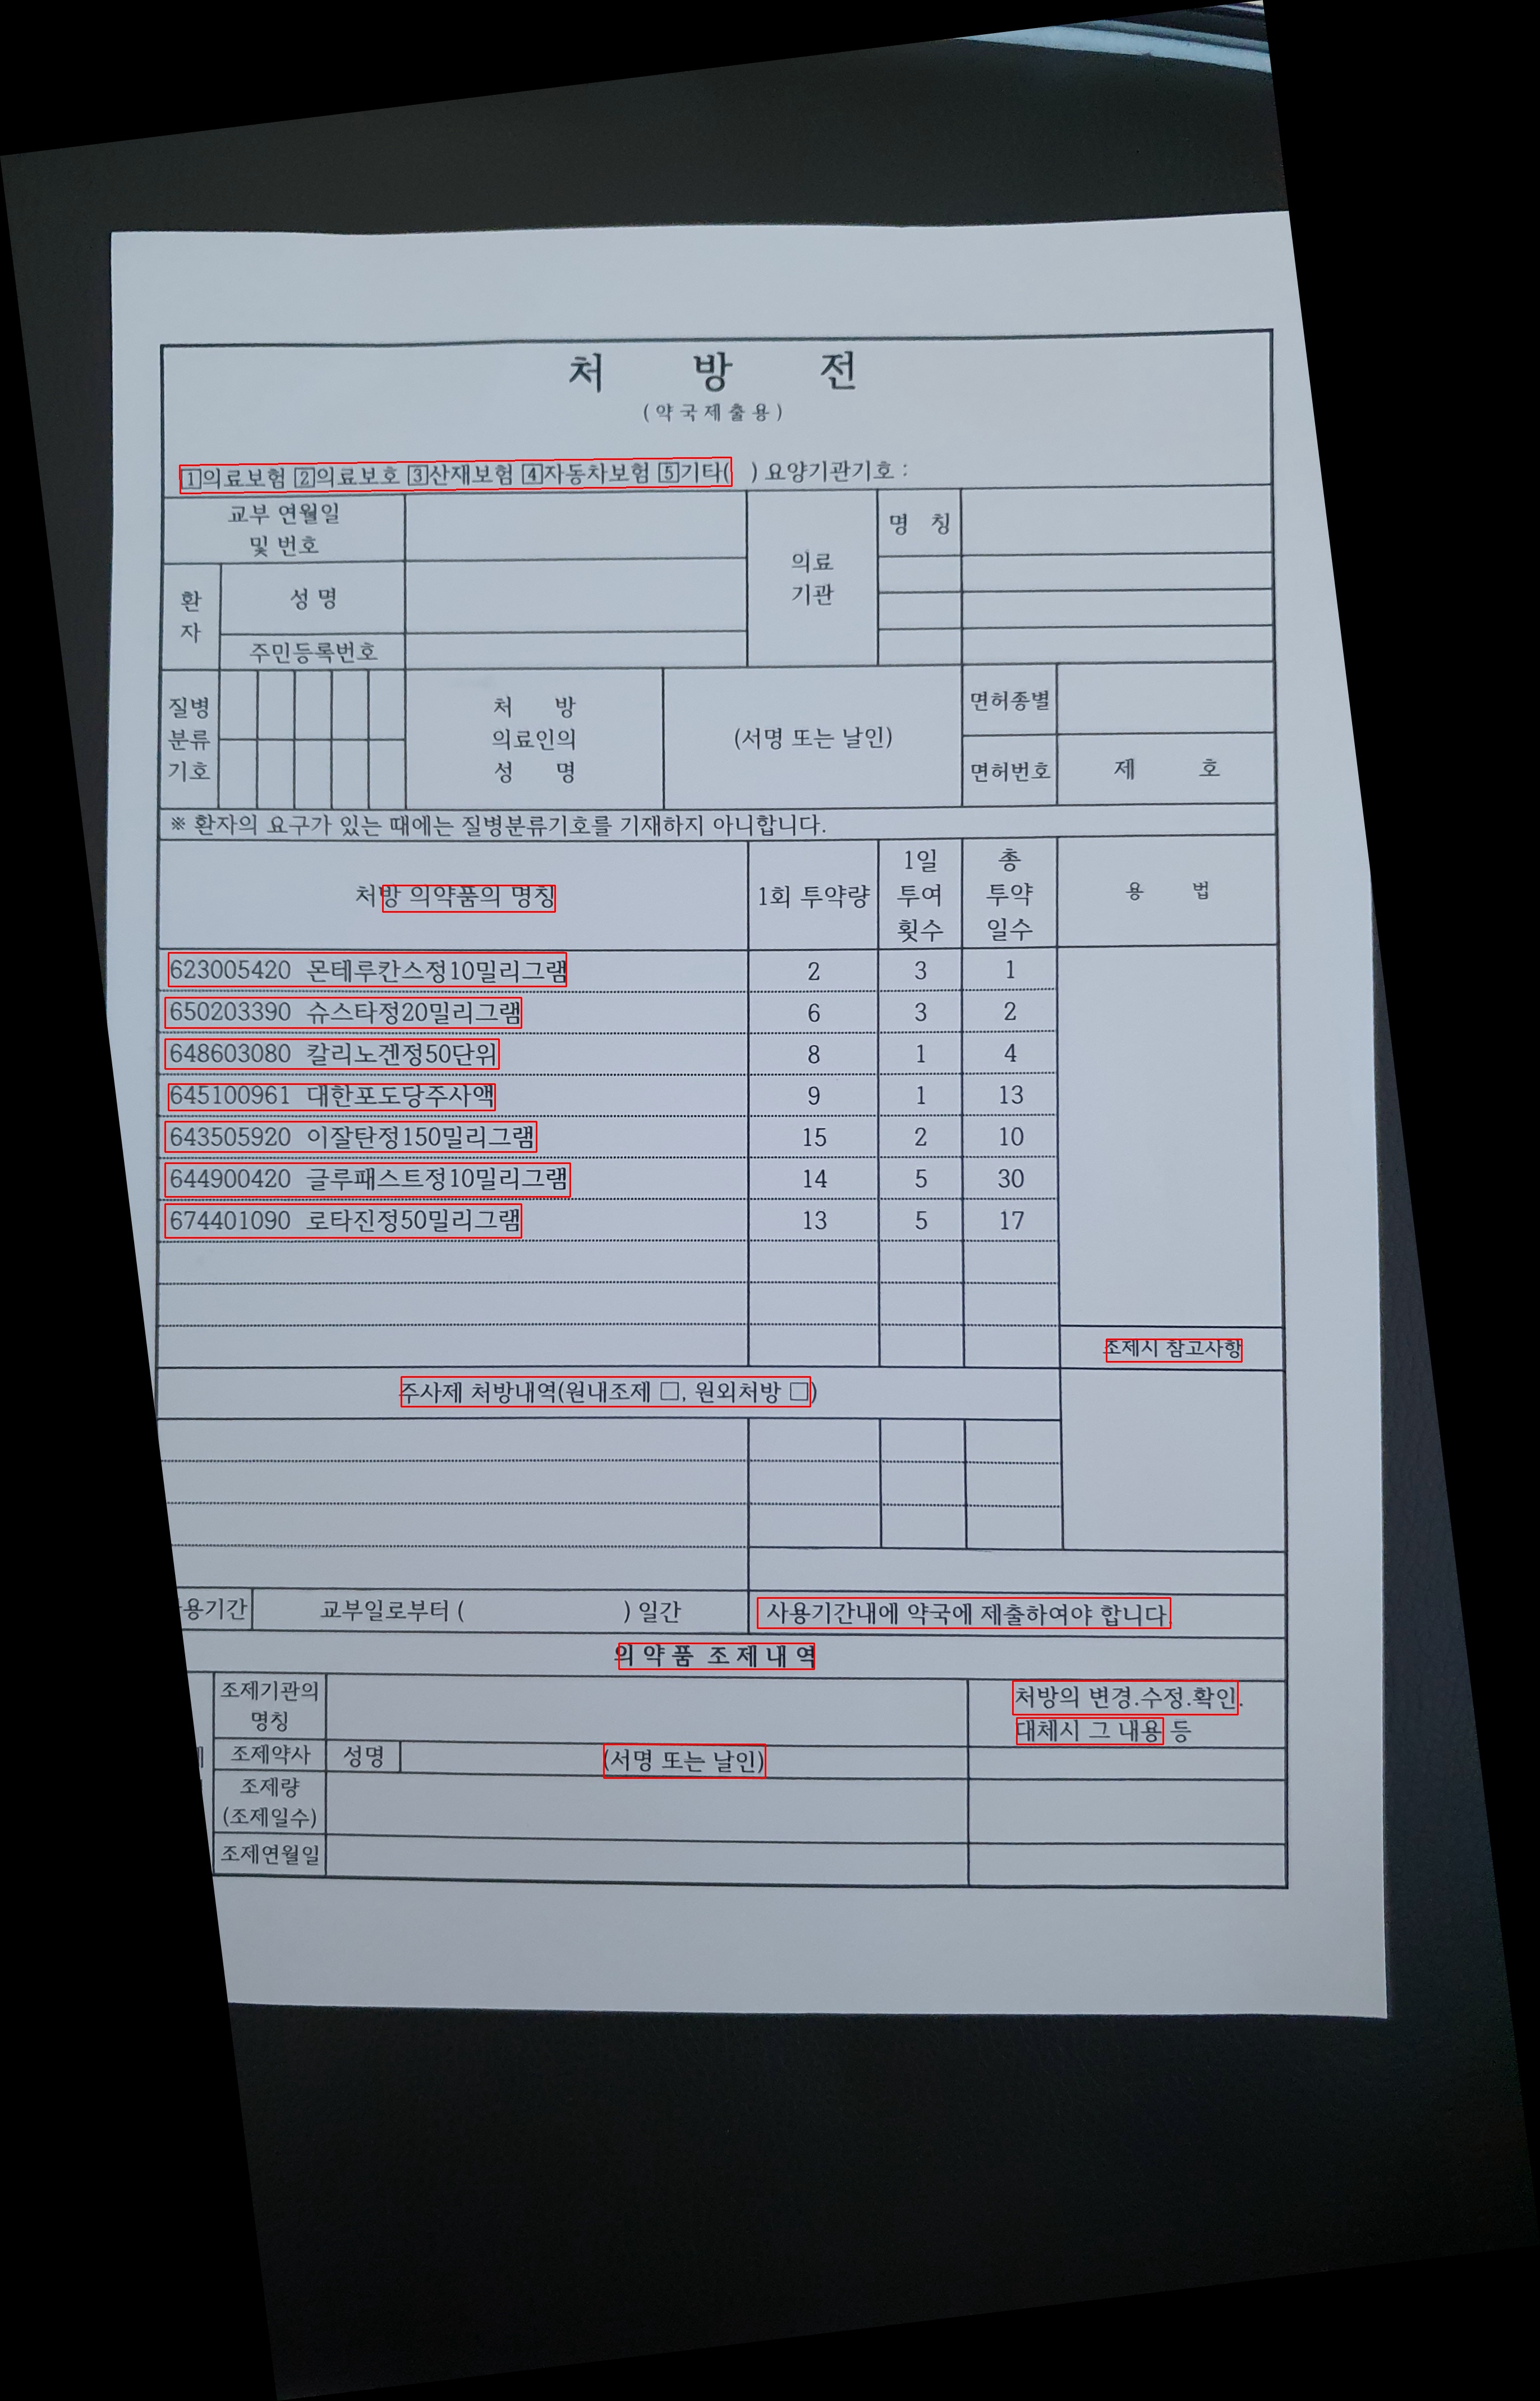 처 방 전
(약국제출용)
1의료보험 2의료보호 3산재보험 4자동차보험 5기타( ) 요양기관기호 :
교부 연월일
및 번호
의료
기관
명 칭
환
자
성 명
주민등록번호
질병
분류
기호
처 방
의료인의
성 명
(서명 또는 날인)
면허종별
면허번호
제 호
※ 환자의 요구가 있는 때에는 질병분류기호를 기재하지 아니합니다.
처방 의약품의 명칭
1회 투약량
1일
투여
횟수
총
투약
일수
용 법
623005420 몬테루칸스정10밀리그램 2 3 1
650203390 슈스타정20밀리그램 6 3 2
648603080 칼리노겐정50단위 8 1 4
645100961 대한포도당주사액 9 1 13
643505920 이잘탄정150밀리그램 15 2 10
644900420 글루패스트정10밀리그램 14 5 30
674401090 로타진정50밀리그램 13 5 17
조제시 참고사항
주사제 처방내역(원내조제 □, 원외처방 □)
용기간 교부일로부터 ( ) 일간 사용기간내에 약국에 제출하여야 합니다.
의 약 품 조 제 내 역
조제기관의
명칭
처방의 변경.수정.확인.
대체시 그 내용 등
조제약사 성명 (서명 또는 날인)
조제량
(조제일수)
조제연월일